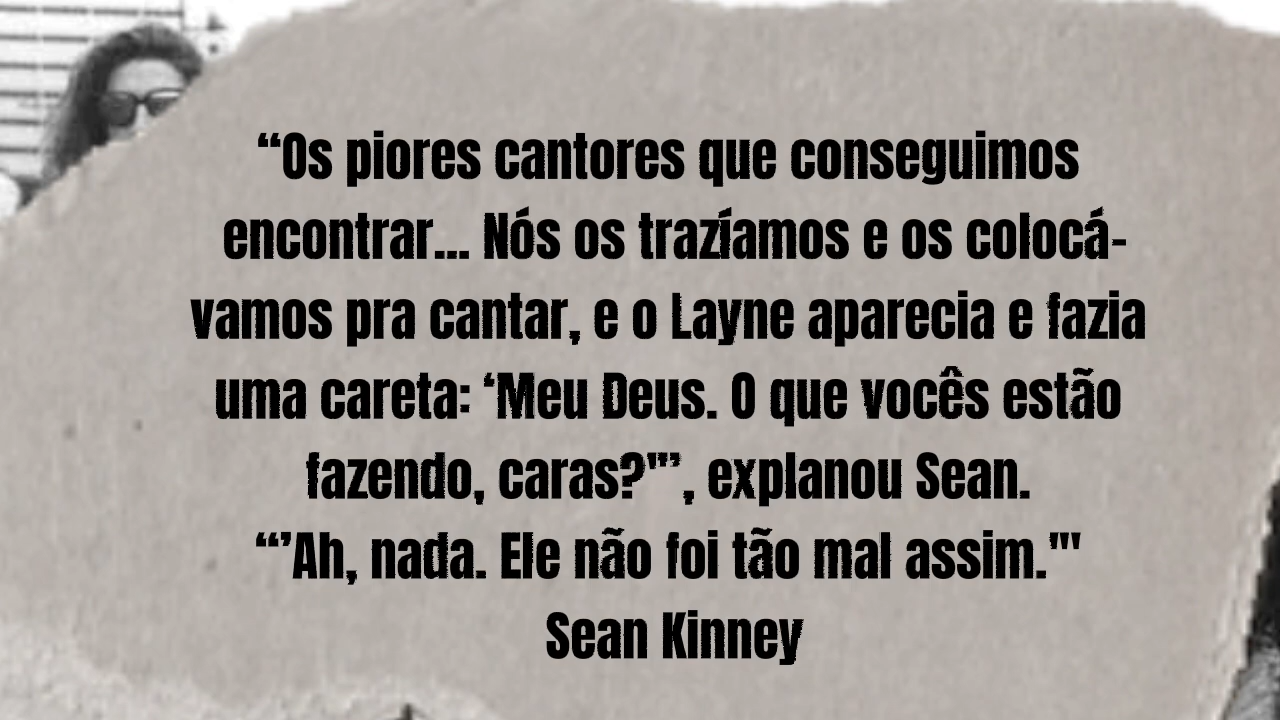 “Os piores cantores que conseguimos
encontrar... Nós os trazíamos e os colocá-
vamos pra cantar, e o Layne aparecia e fazia
uma careta: ‘Meu Deus. O que vocês estão
fazendo, caras?'"’, explanou Sean.
“’Ah, nada. Ele não foi tão mal assim.'"
Sean Kinney